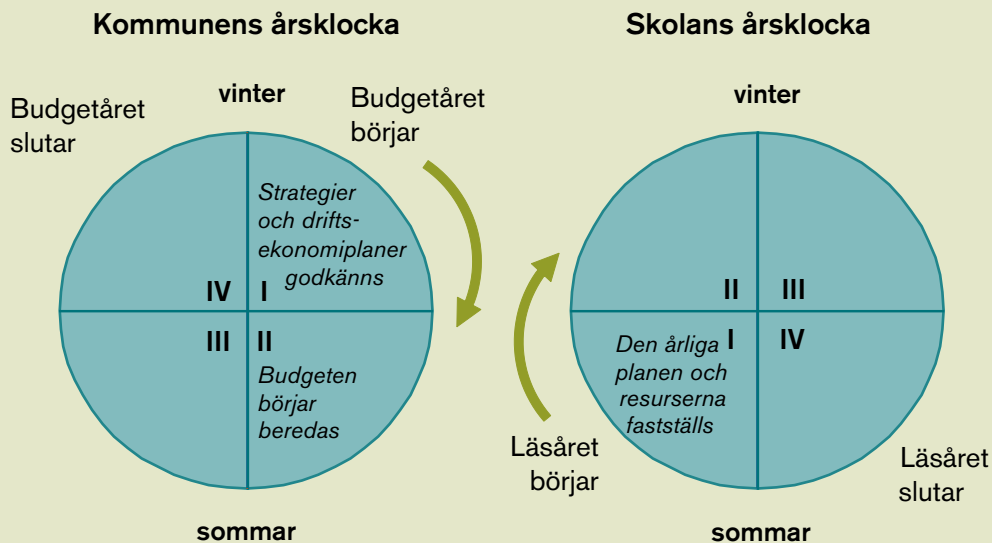 Kommunens årsklocka
Budgetåret
slutar
vinter
Budgetåret
börjar
Strategier
och drifts-
ekonomiplaner
godkänns
IV
I
III
II
Budgeten
börjar
beredas
sommar
Skolans årsklocka
vinter
II
III
I
IV
Den årliga
planen och
resurserna
fastställs
Läsåret
börjar
Läsåret
slutar
sommar